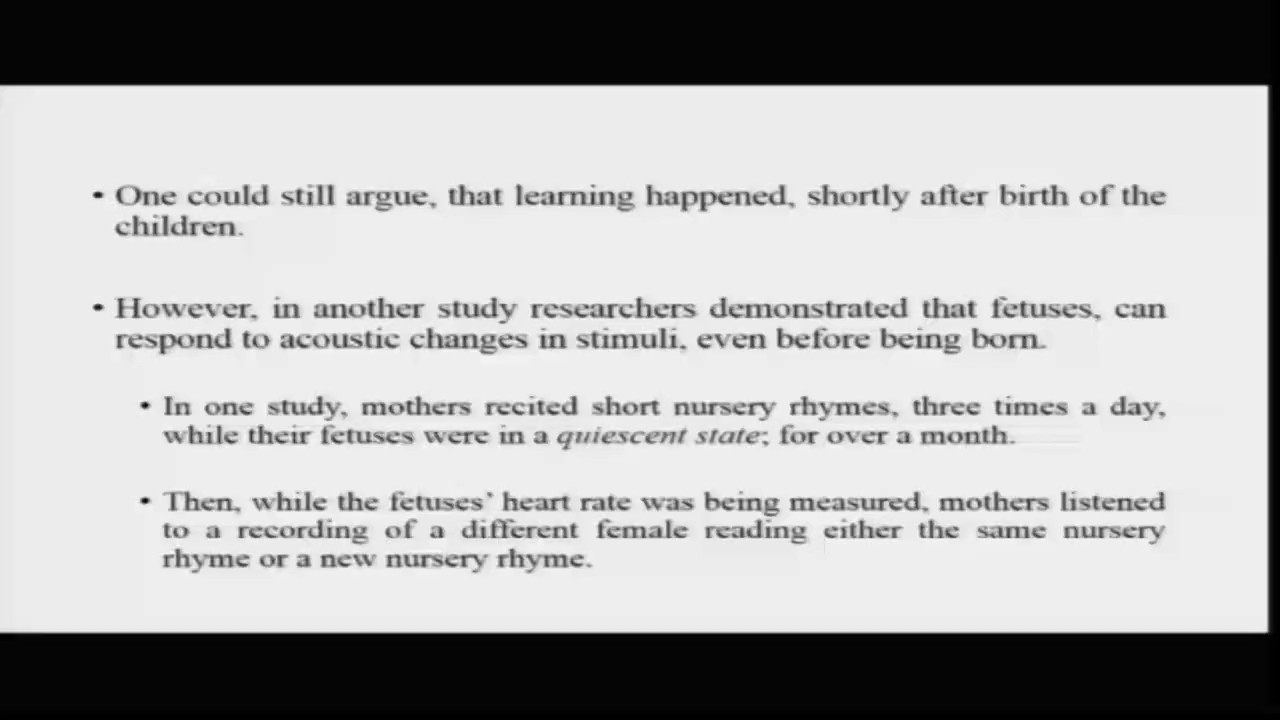 • One could still argue, that learning happened, shortly after birth of the
children.
• However, in another study researchers demonstrated that fetuses, can
respond to acoustic changes in stimuli, even before being born.
• In one study, mothers recited short nursery rhymes, three times a day,
while their fetuses were in a quiescent state; for over a month.
• Then, while the fetuses’ heart rate was being measured, mothers listened
to a recording of a different female reading either the same nursery
rhyme or a new nursery rhyme.